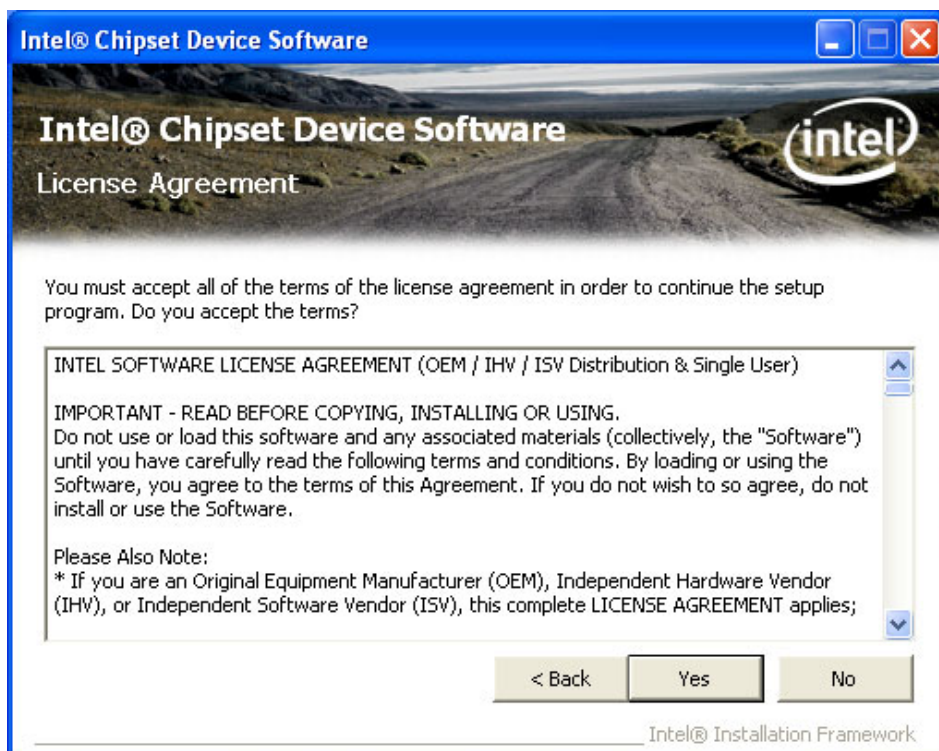 Intel® Chipset Device Software
Intel® Chipset Device Software
intel
License Agreement
You must accept all of the terms of the license agreement in order to continue the setup
program. Do you accept the terms?
INTEL SOFTWARE LICENSE AGREEMENT (OEM / IHV / ISV Distribution & Single User)
IMPORTANT - READ BEFORE COPYING, INSTALLING OR USING.
Do not use or load this software and any associated materials (collectively, the "Software")
until you have carefully read the following terms and conditions. By loading or using the
Software, you agree to the terms of this Agreement. If you do not wish to so agree, do not
install or use the Software.
Please Also Note:
* If you are an Original Equipment Manufacturer (OEM), Independent Hardware Vendor
(IHV), or Independent Software Vendor (ISV), this complete LICENSE AGREEMENT applies;
< Back
Yes
No
Intel® Installation Framework